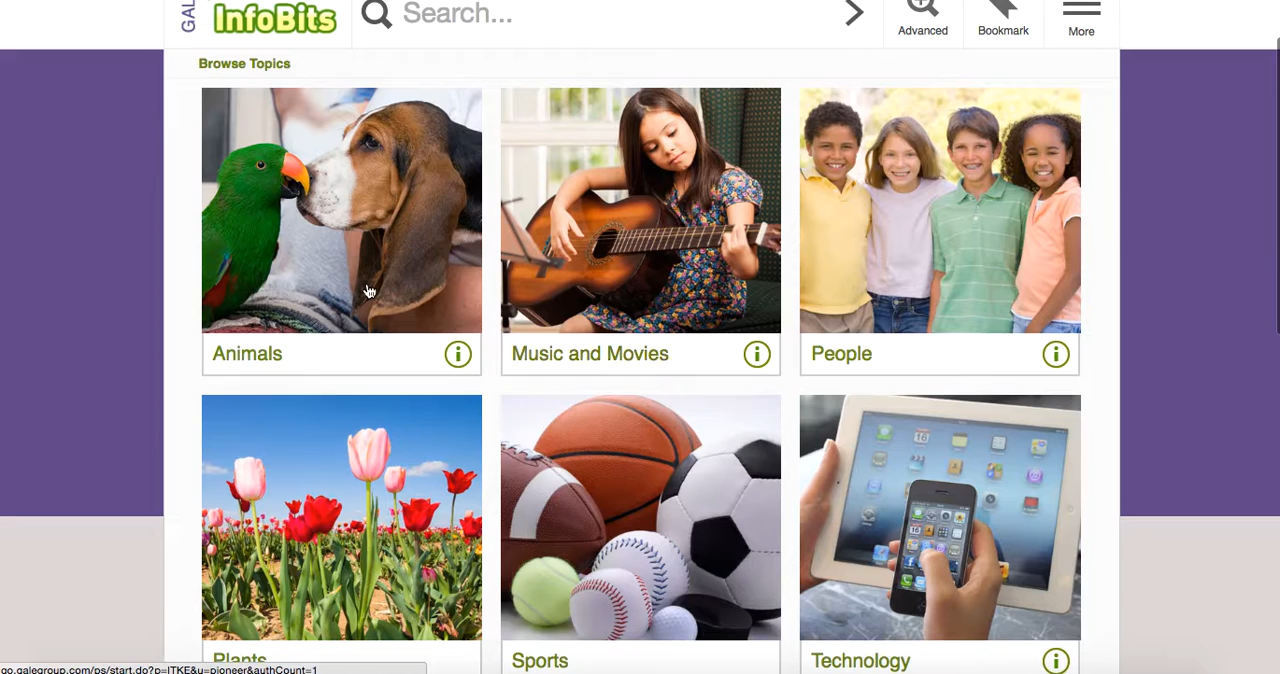 GAL
InfoBits
Search...
Advanced
Bookmark
More
Browse Topics
Animals
Music and Movies
People
Plants
Sports
Technology
go.galegroup.com/ps/start.do?p=ITKE&u=pioneer&authCount=1